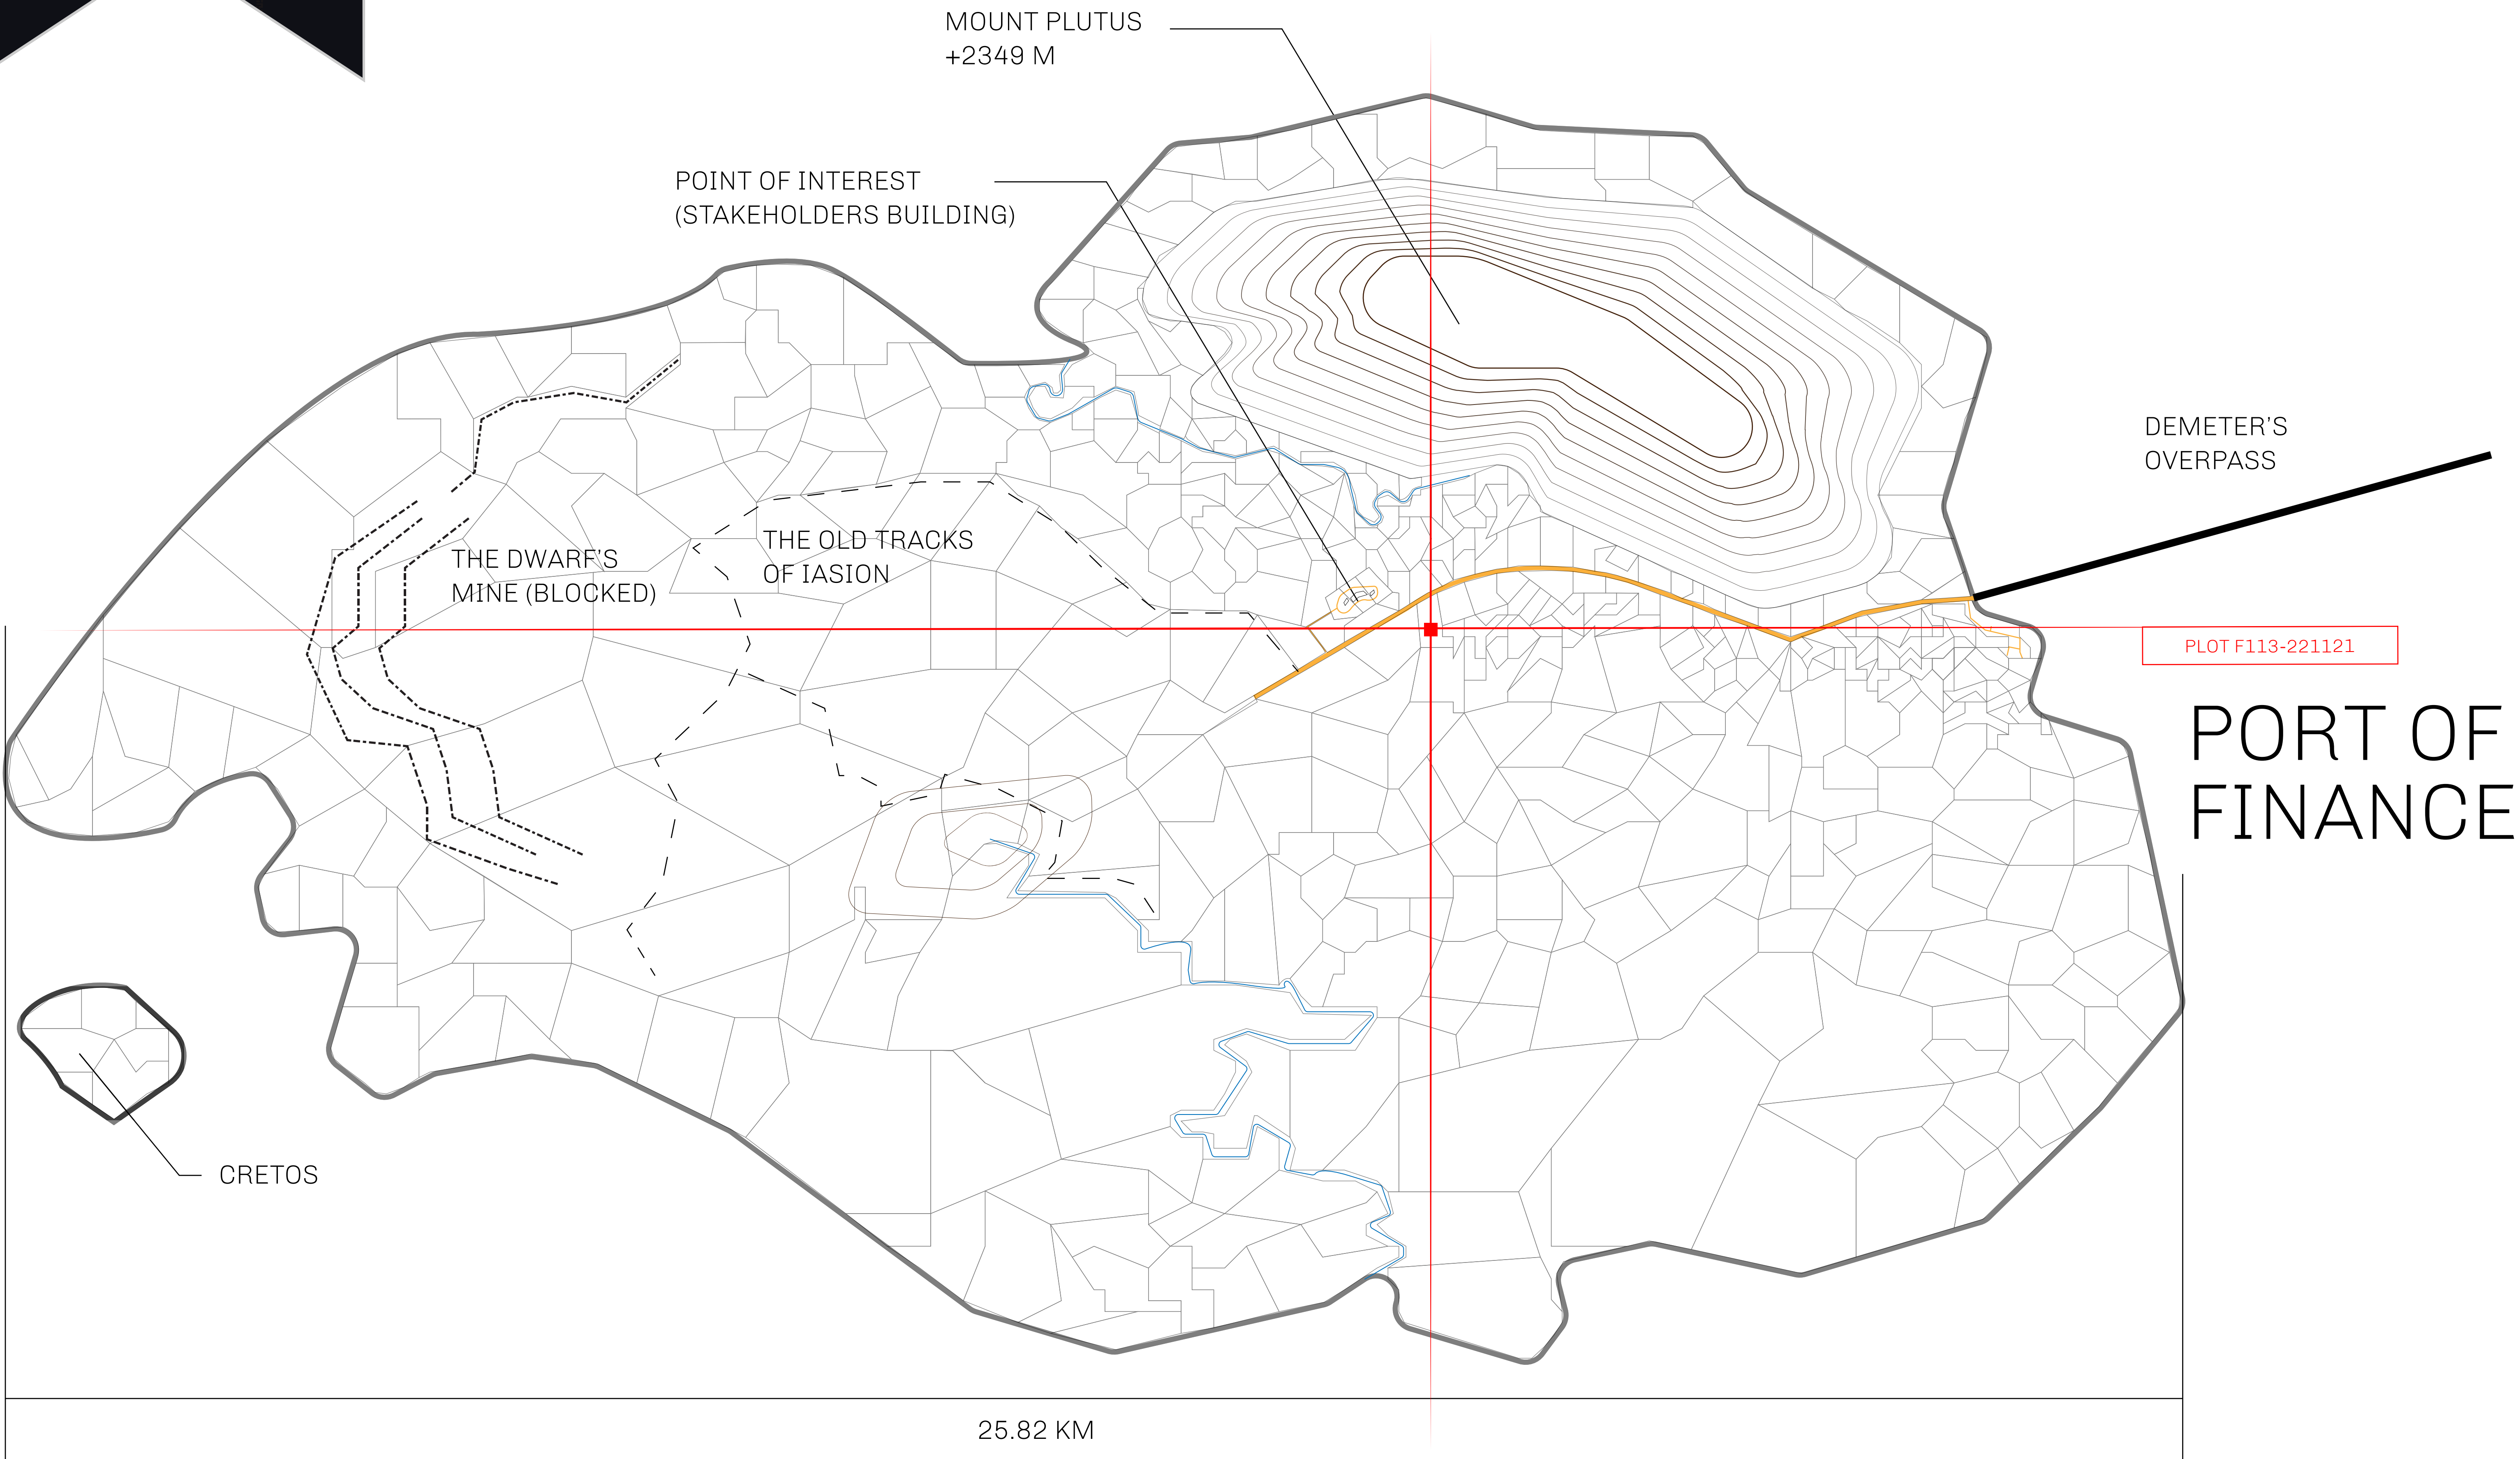 MOUNT PLUTUS
+2349 M
POINT OF INTEREST
(STAKEHOLDERS BUILDING)
DEMETER'S
OVERPASS
THE OLD TRACKS
OF IASION
THE DWARF'S
MINE (BLOCKED)
PLOT F113-221121
PORT OF
FINANCE
CRETOS
25.82 KM